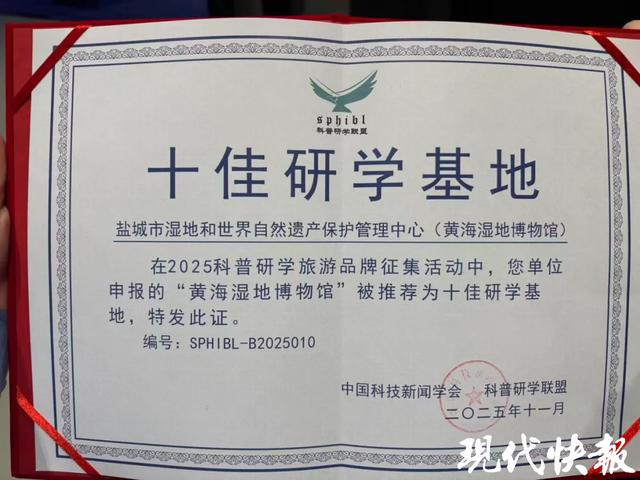 sphibl
科普研学联盟
十佳研学基地
盐城市湿地和世界自然遗产保护管理中心（黄海湿地博物馆）
在2025科普研学旅游品牌征集活动中，您单位
申报的“黄海湿地博物馆”被推荐为十佳研学基
地，特发此证。
编号：SPHIBL-B2025010
中国科技新闻学会 科普研学联盟
二〇二五年十一月
现代快報